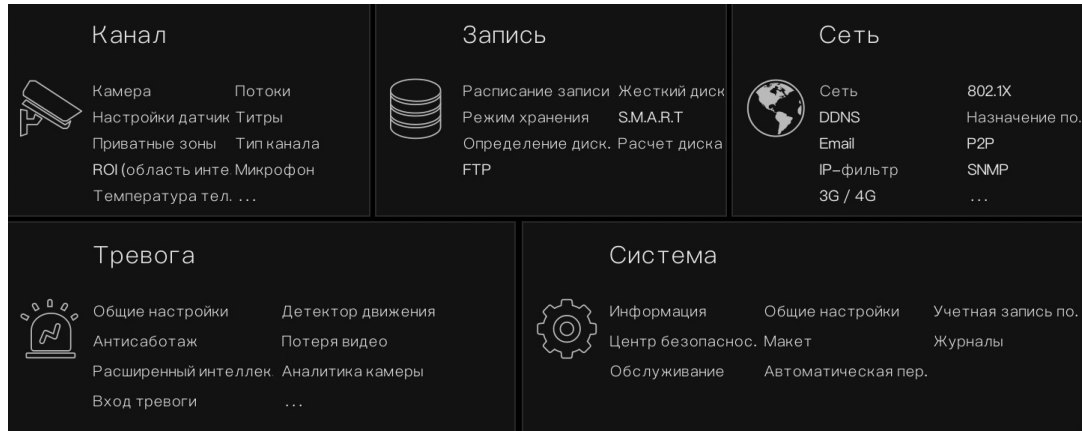 Канал
Камера Потоки
Настройки датчик Титры
Приватные зоны Тип канала
ROI (область инте Микрофон
Температура тел. ...
Запись
Расписание записи Жесткий диск
Режим хранения S.M.A.R.T
Определение диск. Расчет диска
FTP
Сеть
Сеть 802.1X
DDNS Назначение по.
Email P2P
IP-фильтр SNMP
3G / 4G ...
Тревога
Общие настройки Детектор движения
Антисаботаж Потеря видео
Расширенный интеллек Аналитика камеры
Вход тревоги ...
Система
Информация Общие настройки Учетная запись по.
Центр безопаснос. Макет Журналы
Обслуживание Автоматическая пер.